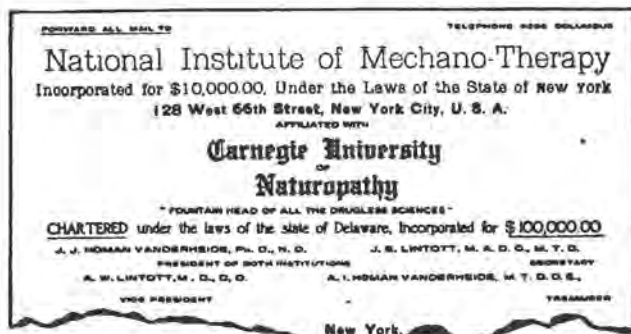 FORWARD ALL MAIL TO TELEPHONE 9296 COLUMBUS
National Institute of Mechano-Therapy
Incorporated for $10,000.00, Under the Laws of the State of New York
128 West 66th Street, New York City, U. S. A.
AFFILIATED WITH
Carnegie University
OF
Naturopathy
"FOUNTAIN HEAD OF ALL THE DRUGLESS SCIENCES"
CHARTERED under the laws of the state of Delaware, Incorporated for $100,000.00
J. J. HOMAN VANDERHEIDE, PH. D., N. D. J. S. LINTOTT, M. A. D. O., M. T. D.
PRESIDENT OF BOTH INSTITUTIONS SECRETARY
A. W. LINTOTT, M. D., D. O. A. I. HOMAN VANDERHEIDE, M. T. D. D. S.,
VICE PRESIDENT TREASURER
New York,